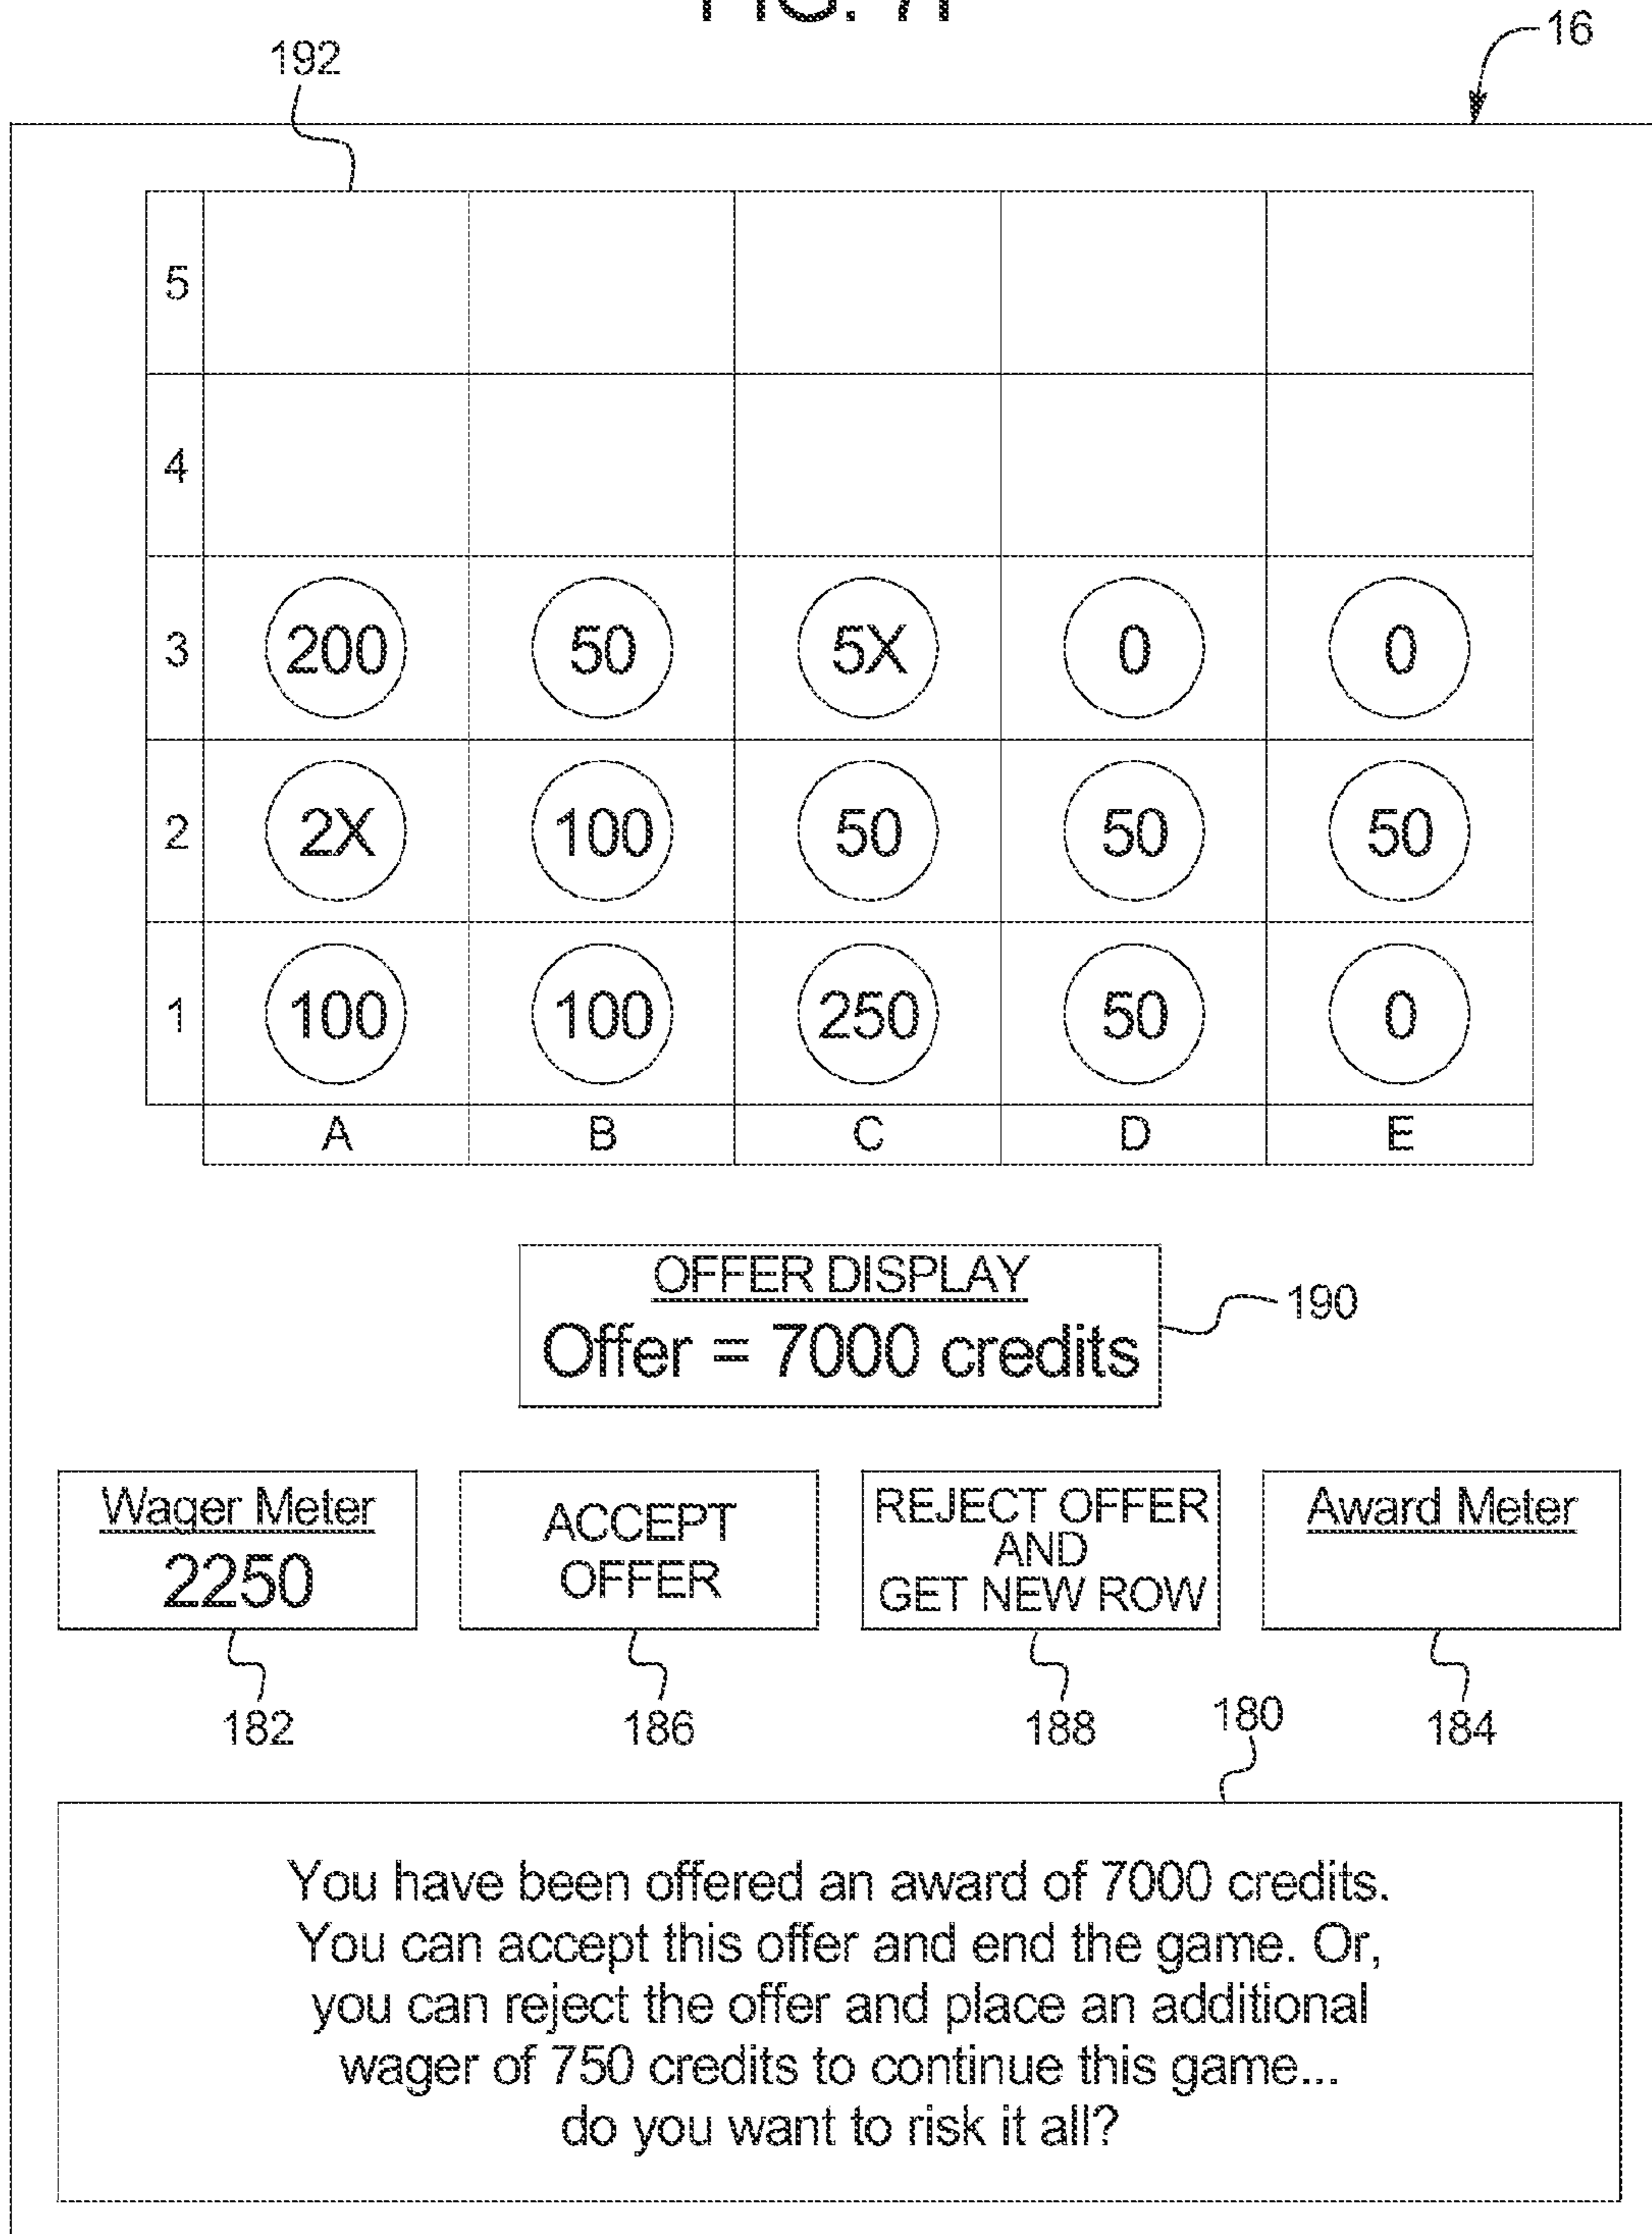 16
192
5
4
3 200 50 5X 0 0
2 2X 100 50 50 50
1 100 100 250 50 0
A B C D E
OFFER DISPLAY
Offer = 7000 credits
190
Wager Meter
2250
ACCEPT
OFFER
REJECT OFFER
AND
GET NEW ROW
Award Meter
182
186
188
184
180
You have been offered an award of 7000 credits.
You can accept this offer and end the game. Or,
you can reject the offer and place an additional
wager of 750 credits to continue this game...
do you want to risk it all?